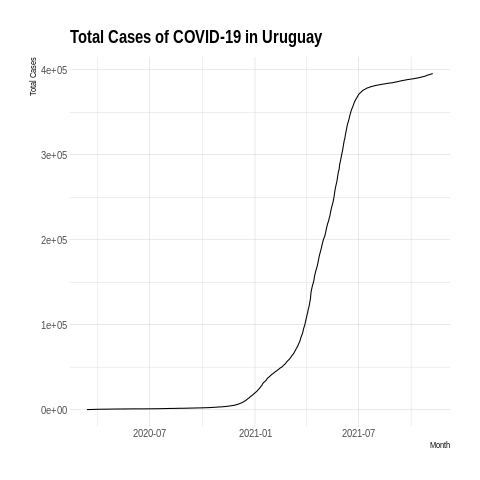 Total Cases of COVID-19 in Uruguay
Total Cases
4e+05
3e+05
2e+05
1e+05
0e+00
2020-07 2021-01 2021-07
Month